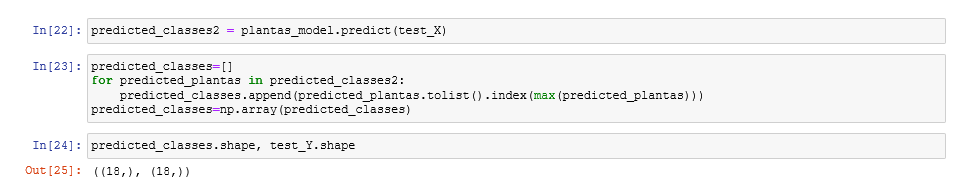 In[22]: predicted_classes2 = plantas_model.predict(test_X)
In[23]: predicted_classes=[]
for predicted_plantas in predicted_classes2:
    predicted_classes.append(predicted_plantas.tolist().index(max(predicted_plantas)))
predicted_classes=np.array(predicted_classes)
In[24]: predicted_classes.shape, test_Y.shape
Out[25]: ((18,), (18,))